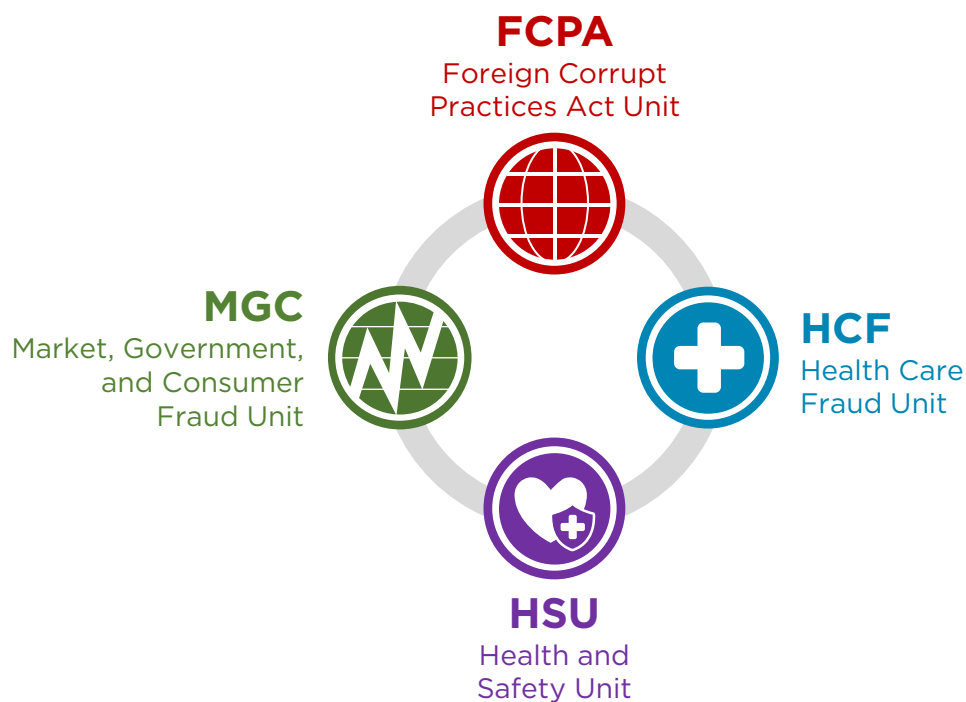 FCPA
Foreign Corrupt
Practices Act Unit
MGC
Market, Government,
and Consumer
Fraud Unit
HCF
Health Care
Fraud Unit
HSU
Health and
Safety Unit